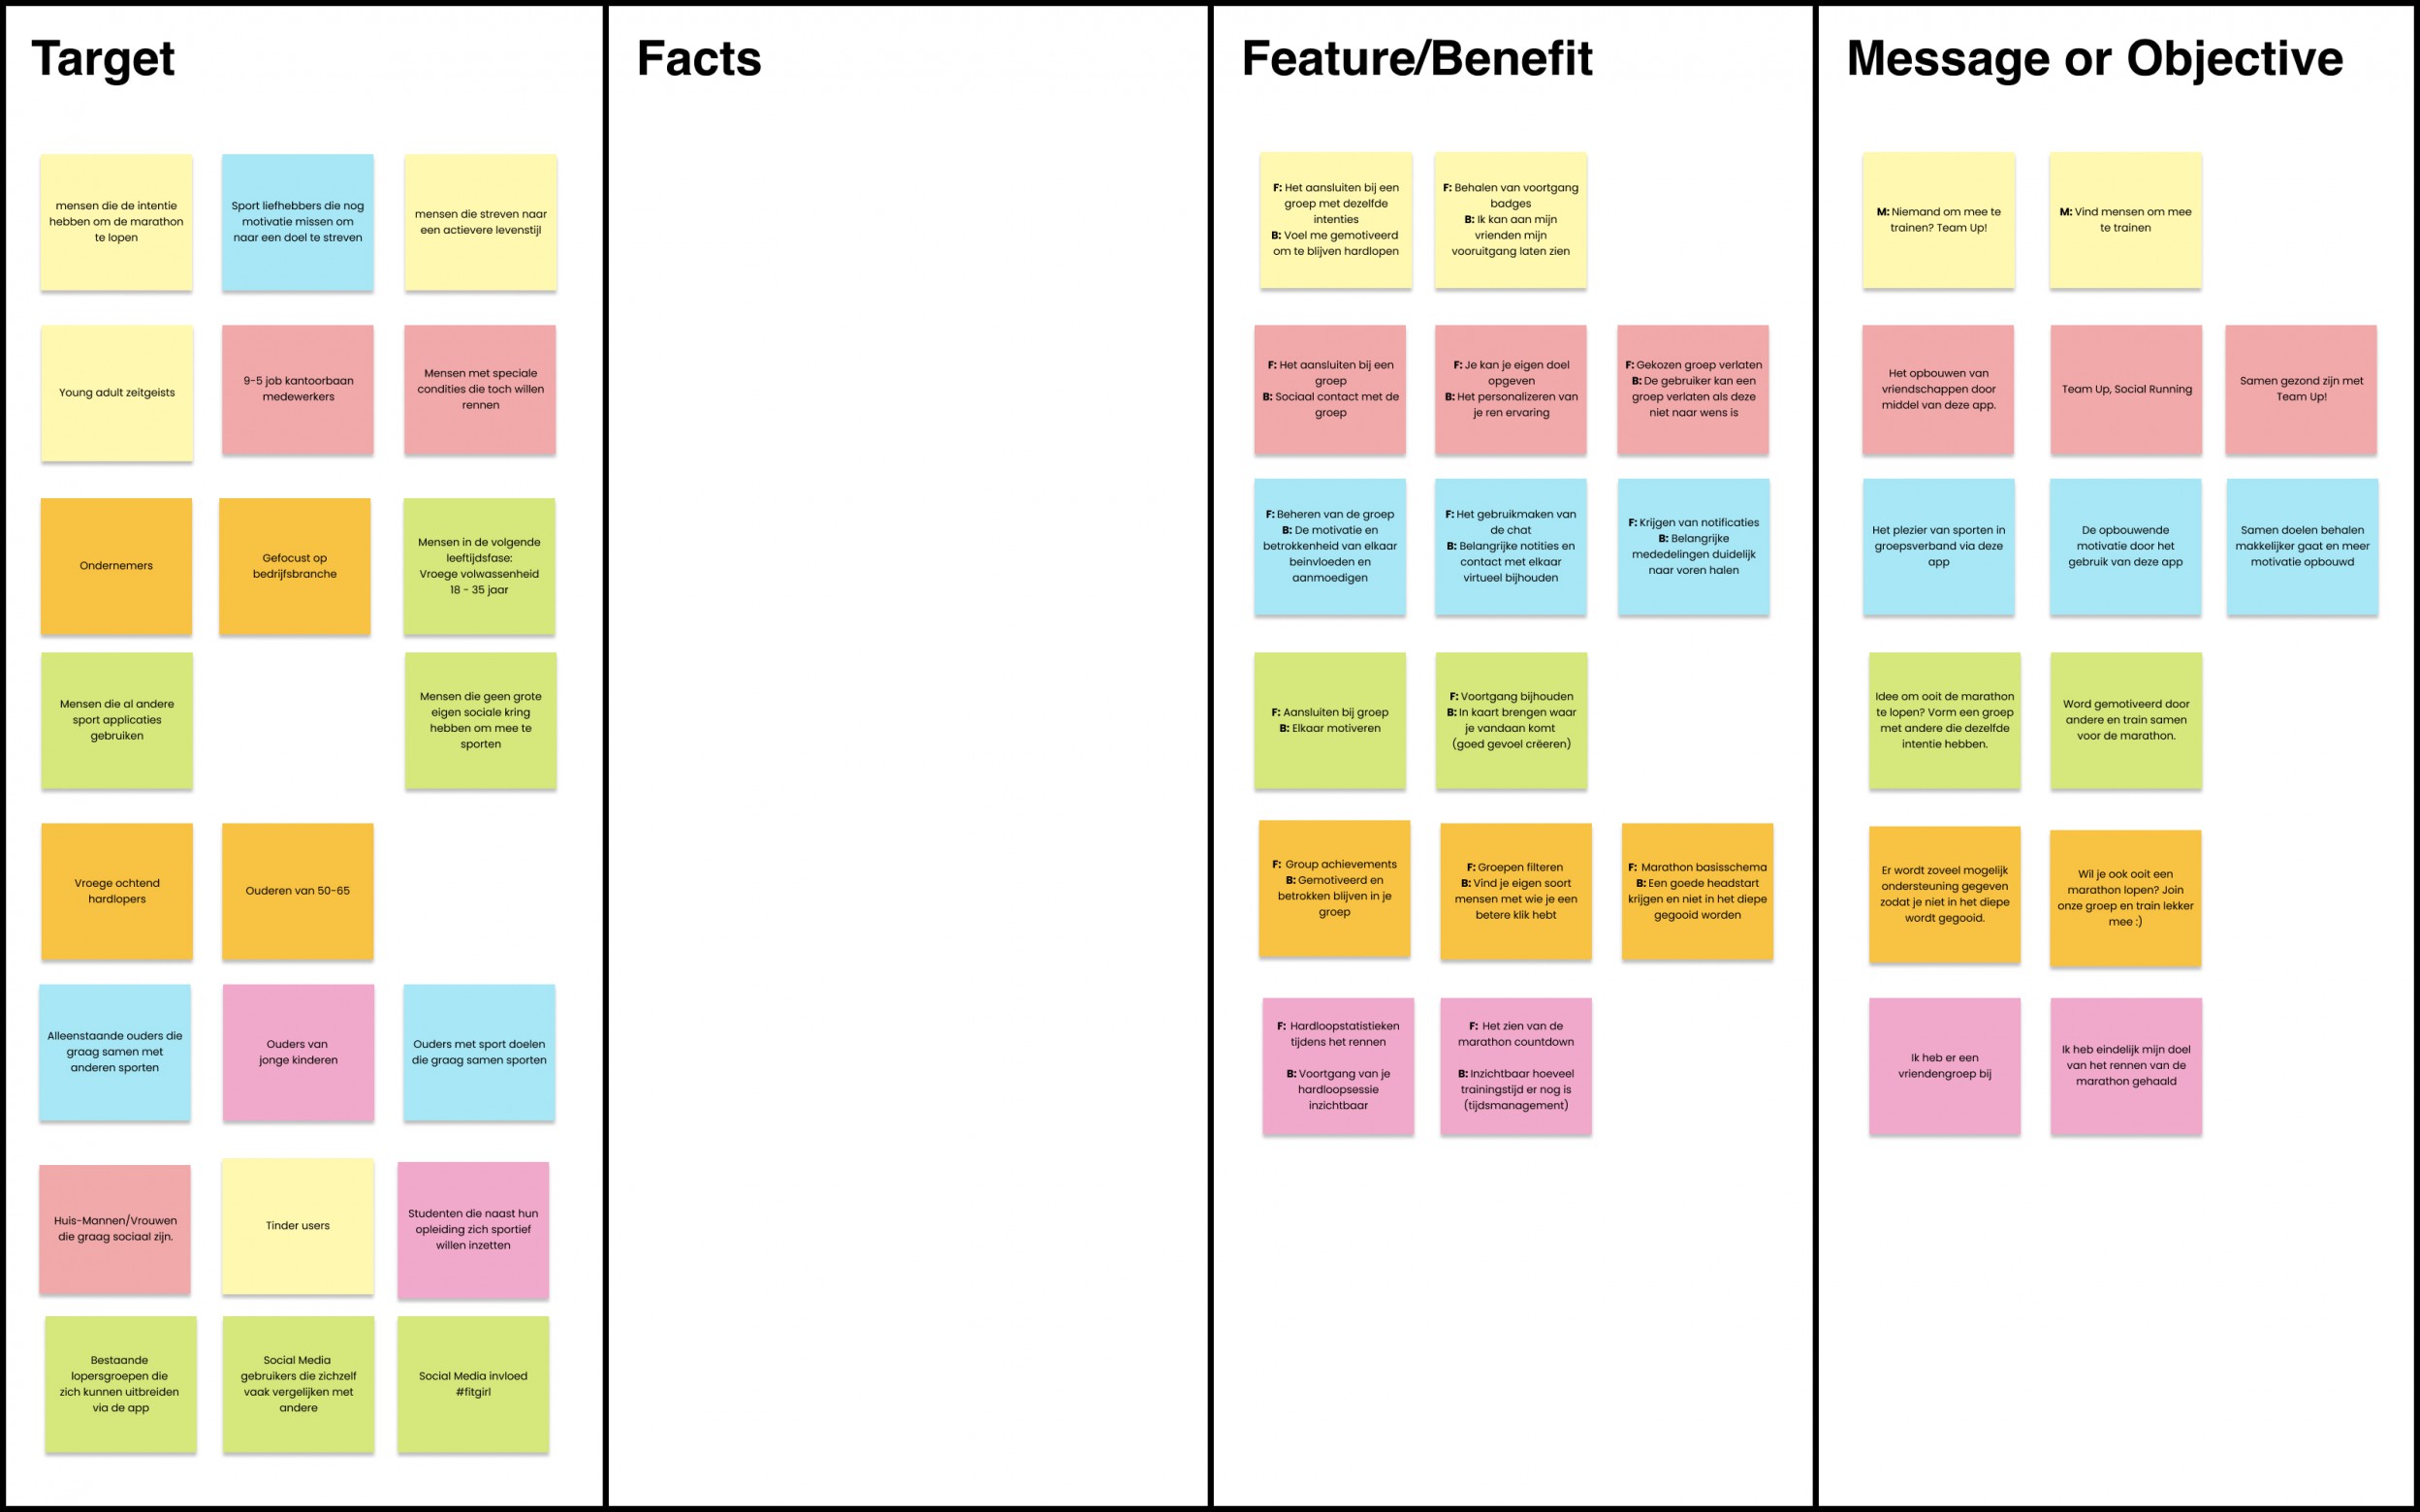 Target
mensen die de intentie
hebben om de marathon
te lopen
Sport liefhebbers die nog
motivatie missen om
naar een doel te streven
mensen die streven naar
een actievere levenstijl
Young adult zeitgeists
9-5 job kantoorbaan
medewerkers
Mensen met speciale
condities die toch willen
rennen
Ondernemers
Gefocust op
bedrijfsbranche
Mensen in de volgende
leeftijdsfase:
Vroege volwassenheid
18 - 35 jaar
Mensen die al andere
sport applicaties
gebruiken
Mensen die geen grote
eigen sociale kring
hebben om mee te
sporten
Vroege ochtend
hardlopers
Ouderen van 50-65
Alleenstaande ouders die
graag samen met
anderen sporten
Ouders van
jonge kinderen
Ouders met sport doelen
die graag samen sporten
Huis-Mannen/Vrouwen
die graag sociaal zijn.
Tinder users
Studenten die naast hun
opleiding zich sportief
willen inzetten
Bestaande
lopersgroepen die
zich kunnen uitbreiden
via de app
Social Media
gebruikers die zichzelf
vaak vergelijken met
andere
Social Media invloed
#fitgirl
Facts
Feature/Benefit
F: Het aansluiten bij een
groep met dezelfde
intenties
B: Voel me gemotiveerd
om te blijven hardlopen
F: Behalen van voortgang
badges
B: Ik kan aan mijn
vrienden mijn
vooruitgang laten zien
F: Het aansluiten bij een
groep
B: Sociaal contact met de
groep
F: Je kan je eigen doel
opgeven
B: Het personalizeren van
je ren ervaring
F: Gekozen groep verlaten
B: De gebruiker kan een
groep verlaten als deze
niet naar wens is
F: Beheren van de groep
B: De motivatie en
betrokkenheid van elkaar
beinvloeden en
aanmoedigen
F: Het gebruikmaken van
de chat
B: Belangrijke notities en
contact met elkaar
virtueel bijhouden
F: Krijgen van notificaties
B: Belangrijke
mededelingen duidelijk
naar voren halen
F: Aansluiten bij groep
B: Elkaar motiveren
F: Voortgang bijhouden
B: In kaart brengen waar
je vandaan komt
(goed gevoel crëeren)
F: Group achievements
B: Gemotiveerd en
betrokken blijven in je
groep
F: Groepen filteren
B: Vind je eigen soort
mensen met wie je een
betere klik hebt
F: Marathon basisschema
B: Een goede headstart
krijgen en niet in het diepe
gegooid worden
F: Hardloopstatistieken
tijdens het rennen
B: Voortgang van je
hardloopsessie
inzichtbaar
F: Het zien van de
marathon countdown
B: Inzichtbaar hoeveel
trainingstijd er nog is
(tijdsmanagement)
Message or Objective
M: Niemand om mee te
trainen? Team Up!
M: Vind mensen om mee
te trainen
Het opbouwen van
vriendschappen door
middel van deze app.
Team Up, Social Running
Samen gezond zijn met
Team Up!
Het plezier van sporten in
groepsverband via deze
app
De opbouwende
motivatie door het
gebruik van deze app
Samen doelen behalen
makkelijker gaat en meer
motivatie opbouwd
Idee om ooit de marathon
te lopen? Vorm een groep
met andere die dezelfde
intentie hebben.
Word gemotiveerd door
andere en train samen
voor de marathon.
Er wordt zoveel mogelijk
ondersteuning gegeven
zodat je niet in het diepe
wordt gegooid.
Wil je ook ooit een
marathon lopen? Join
onze groep en train lekker
mee :)
Ik heb er een
vriendengroep bij
Ik heb eindelijk mijn doel
van het rennen van de
marathon gehaald